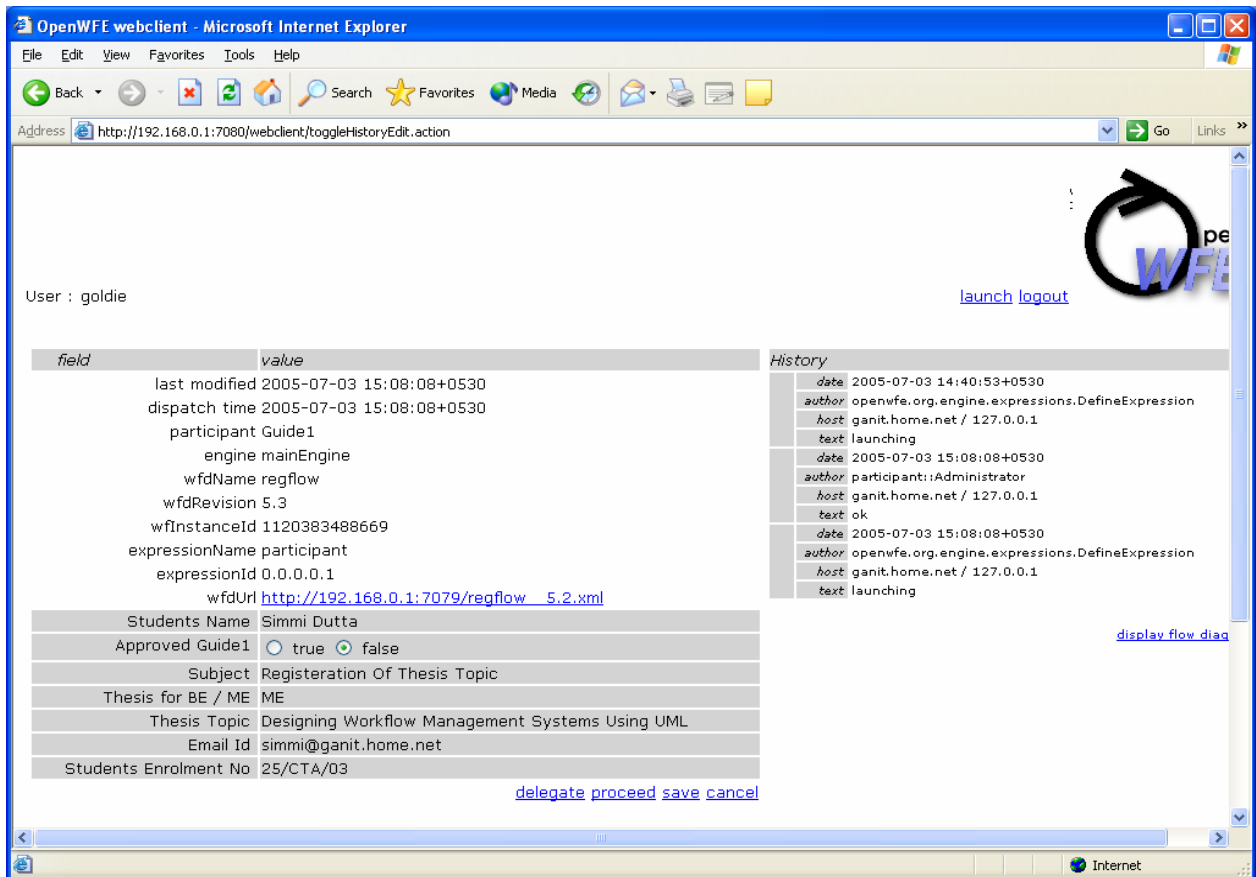 OpenWFE webclient - Microsoft Internet Explorer
File Edit View Favorites Tools Help
Back Search Favorites Media
Address http://192.168.0.1:7080/webclient/toggleHistoryEdit.action Go Links »
pe
WFE
User : goldie launch logout
field value
last modified 2005-07-03 15:08:08+0530
dispatch time 2005-07-03 15:08:08+0530
participant Guide1
engine mainEngine
wfdName regflow
wfdRevision 5.3
wfInstanceId 1120383488669
expressionName participant
expressionId 0.0.0.0.1
wfdUrl http://192.168.0.1:7079/regflow__5.2.xml
Students Name Simmi Dutta
Approved Guide1 true false
Subject Registeration Of Thesis Topic
Thesis for BE / ME ME
Thesis Topic Designing Workflow Management Systems Using UML
Email Id simmi@ganit.home.net
Students Enrolment No 25/CTA/03
delegate proceed save cancel
History
date 2005-07-03 14:40:53+0530
author openwfe.org.engine.expressions.DefineExpression
host ganit.home.net / 127.0.0.1
text launching
date 2005-07-03 15:08:08+0530
author participant::Administrator
host ganit.home.net / 127.0.0.1
text ok
date 2005-07-03 15:08:08+0530
author openwfe.org.engine.expressions.DefineExpression
host ganit.home.net / 127.0.0.1
text launching
display flow diag
Internet